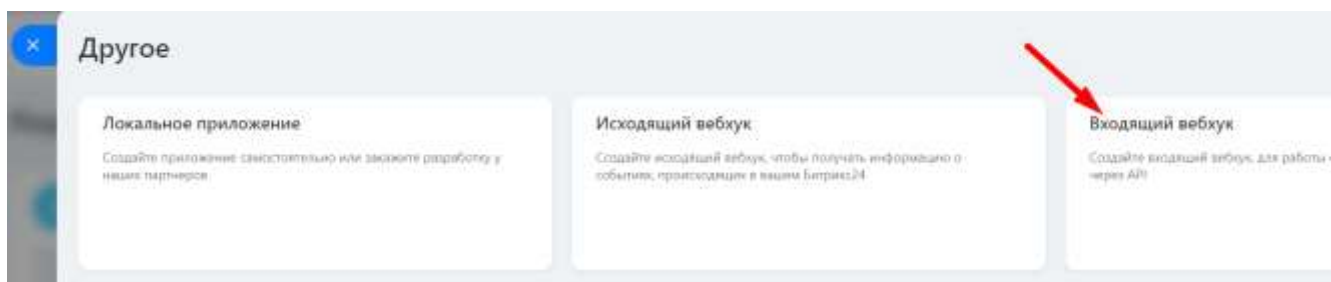 Другое
Локальное приложение
Исходящий вебхук
Входящий вебхук
Создайте приложение самостоятельно или закажите разработку у
Создайте исходящий вебхук, чтобы получать информацию о
Создайте входящий вебхук, для работы
наших партнеров
событиях, происходящих в вашем Битрикс24
через API